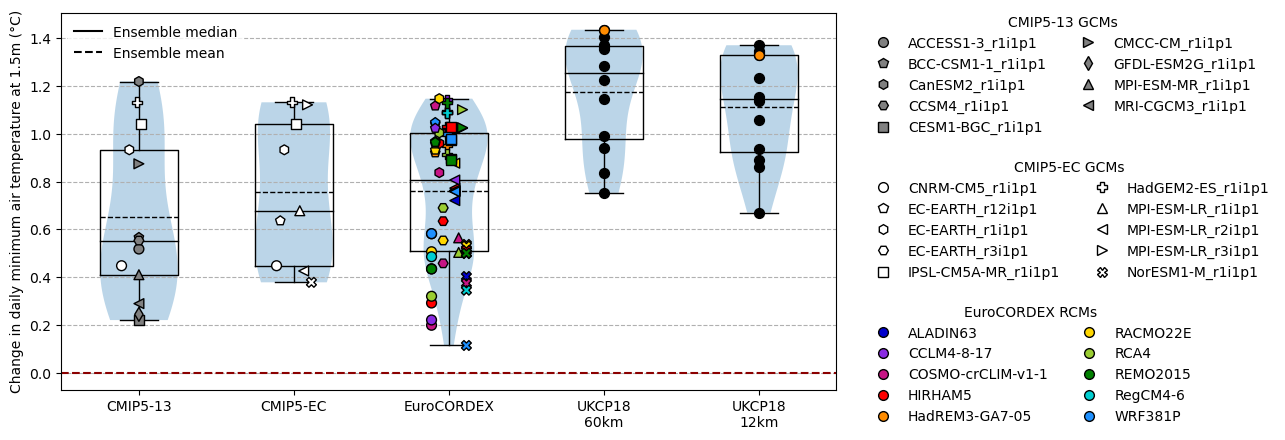 Change in daily minimum air temperature at 1.5m (°C)
1.4
1.2
1.0
0.8
0.6
0.4
0.2
0.0
Ensemble median
Ensemble mean
CMIP5-13
CMIP5-EC
EuroCORDEX
UKCP18
60km
UKCP18
12km
CMIP5-13 GCMs
ACCESS1-3_r1i1p1
BCC-CSM1-1_r1i1p1
CanESM2_r1i1p1
CCSM4_r1i1p1
CESM1-BGC_r1i1p1
CMCC-CM_r1i1p1
GFDL-ESM2G_r1i1p1
MPI-ESM-MR_r1i1p1
MRI-CGCM3_r1i1p1
CMIP5-EC GCMs
CNRM-CM5_r1i1p1
EC-EARTH_r12i1p1
EC-EARTH_r1i1p1
EC-EARTH_r3i1p1
IPSL-CM5A-MR_r1i1p1
HadGEM2-ES_r1i1p1
MPI-ESM-LR_r1i1p1
MPI-ESM-LR_r2i1p1
MPI-ESM-LR_r3i1p1
NorESM1-M_r1i1p1
EuroCORDEX RCMs
ALADIN63
CCLM4-8-17
COSMO-crCLIM-v1-1
HIRHAM5
HadREM3-GA7-05
RACMO22E
RCA4
REMO2015
RegCM4-6
WRF381P